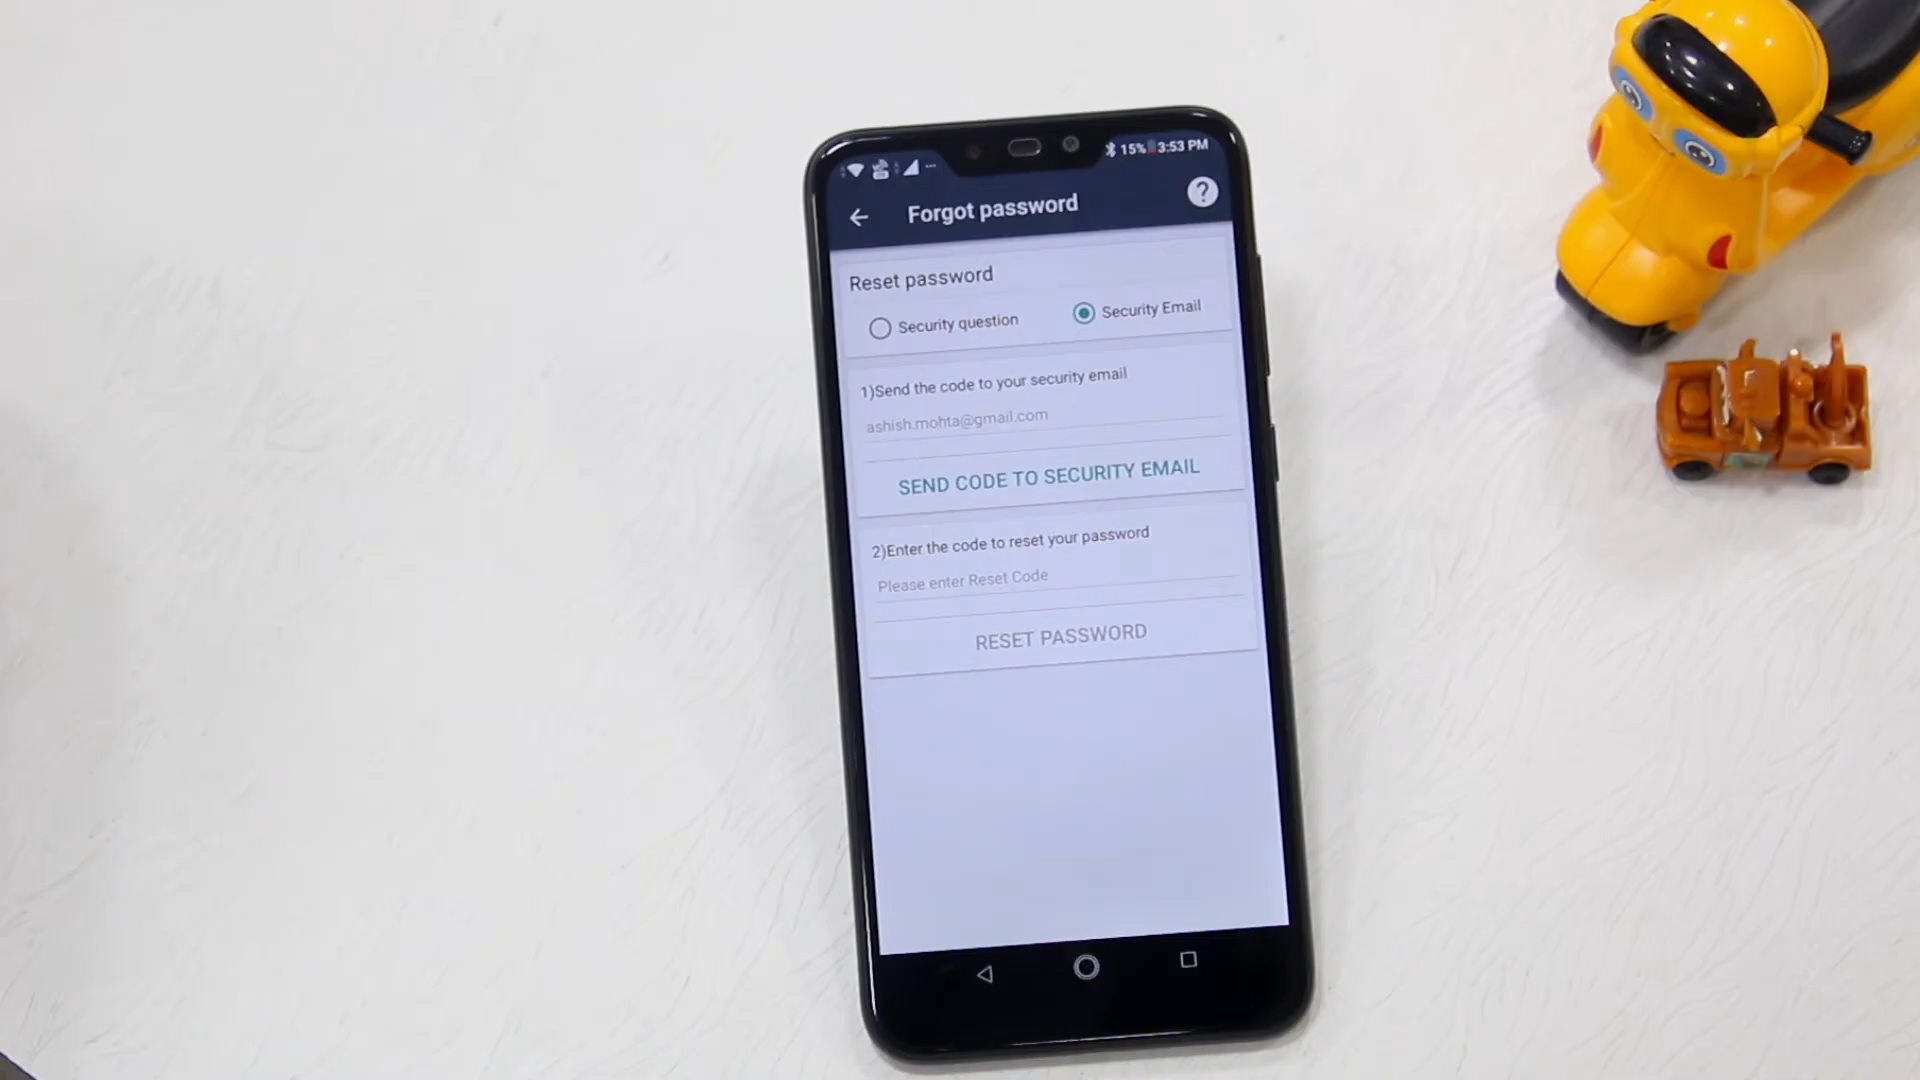 15% 3:53 PM
Forgot password
?
Reset password
Security question
Security Email
1)Send the code to your security email
ashish.mohta@gmail.com
SEND CODE TO SECURITY EMAIL
2)Enter the code to reset your password
Please enter Reset Code
RESET PASSWORD